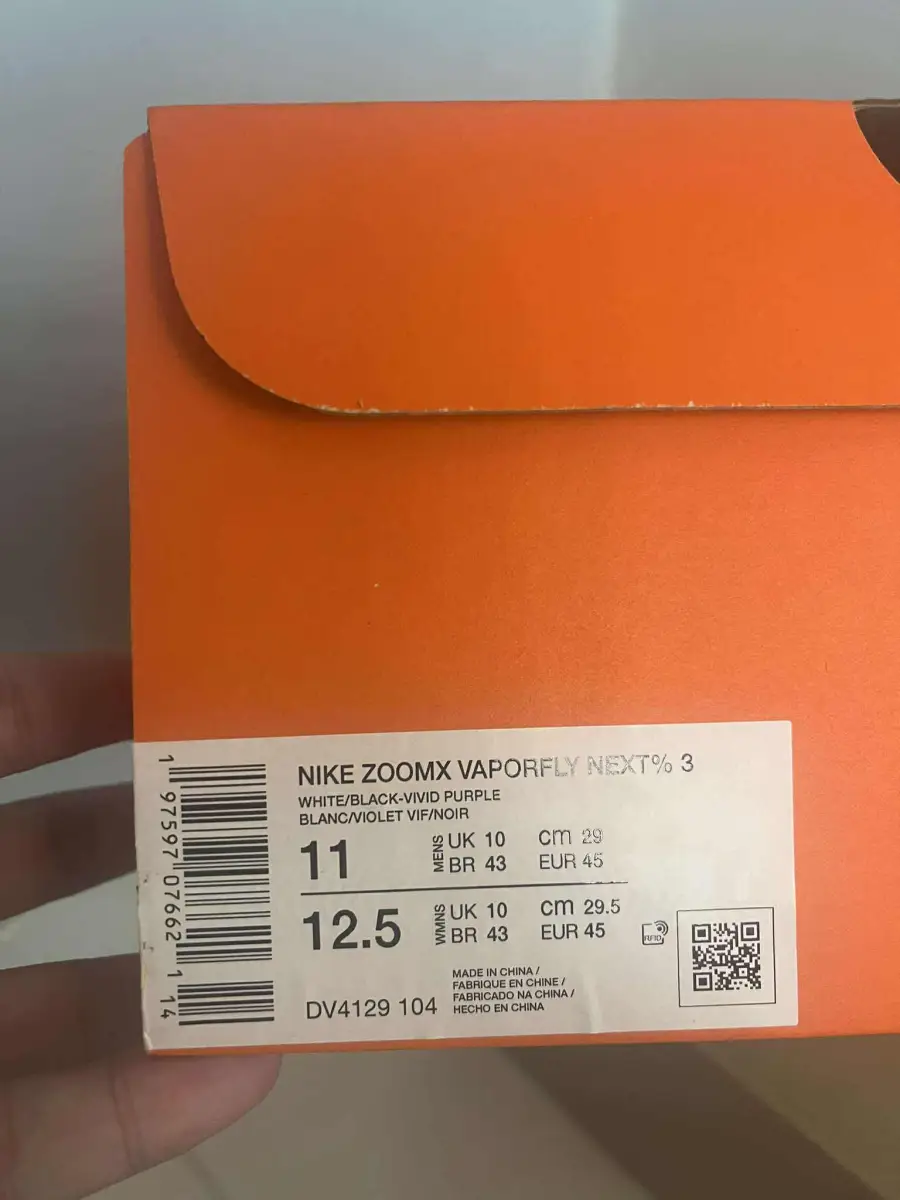 NIKE ZOOMX VAPORFLY NEXT% 3
WHITE/BLACK-VIVID PURPLE
BLANC/VIOLET VIF/NOIR
11 MENS UK 10 cm 29
BR 43 EUR 45
12.5 WMNS UK 10 cm 29.5
BR 43 EUR 45
RFID
MADE IN CHINA /
FABRIQUE EN CHINE /
FABRICADO NA CHINA /
HECHO EN CHINA
DV4129 104
1 97597 07662 1 14